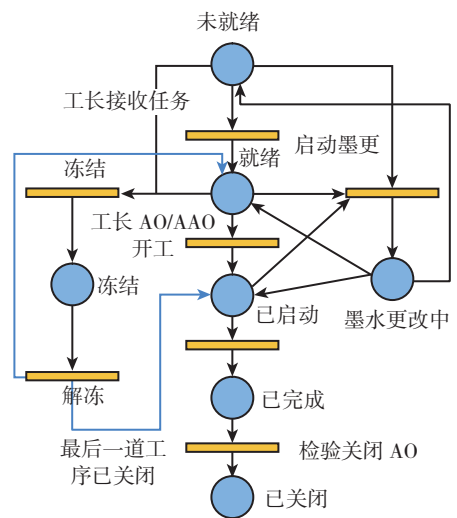 未就绪
工长接收任务
启动墨更
冻结
就绪
工长 AO/AAO
开工
冻结
已启动
墨水更改中
解冻
已完成
最后一道工
序已关闭
检验关闭 AO
已关闭